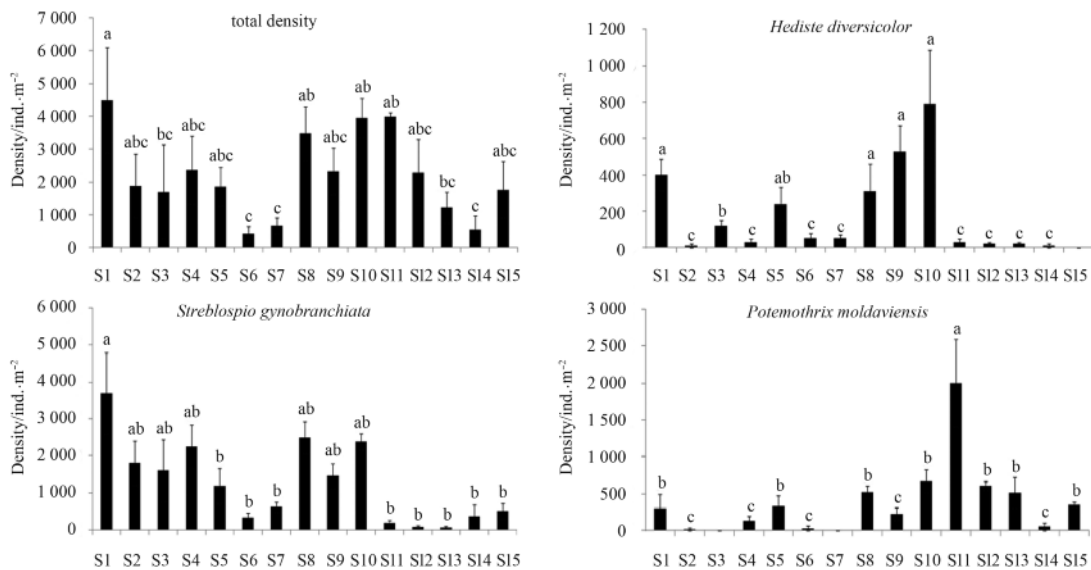 total density
Density/ind.·m⁻²
7 000
6 000
5 000
4 000
3 000
2 000
1 000
0
a
abc
bc
abc
abc
c
c
ab
abc
ab
ab
abc
bc
c
abc
S1 S2 S3 S4 S5 S6 S7 S8 S9 S10 S11 S12 S13 S14 S15
Hediste diversicolor
Density/ind.·m⁻²
1 200
1 000
800
600
400
200
0
a
c
b
c
ab
c
c
a
a
a
c
c
c
c
S1 S2 S3 S4 S5 S6 S7 S8 S9 S10 S11 S12 S13 S14 S15
Streblospio gynobranchiata
Density/ind.·m⁻²
6 000
5 000
4 000
3 000
2 000
1 000
0
a
ab
ab
ab
b
b
b
ab
ab
ab
b
b
b
b
b
S1 S2 S3 S4 S5 S6 S7 S8 S9 S10 S11 S12 S13 S14 S15
Potemothrix moldaviensis
Density/ind.·m⁻²
3 000
2 500
2 000
1 500
1 000
500
0
b
c
c
b
c
b
c
b
a
b
b
c
b
S1 S2 S3 S4 S5 S6 S7 S8 S9 S10 S11 S12 S13 S14 S15